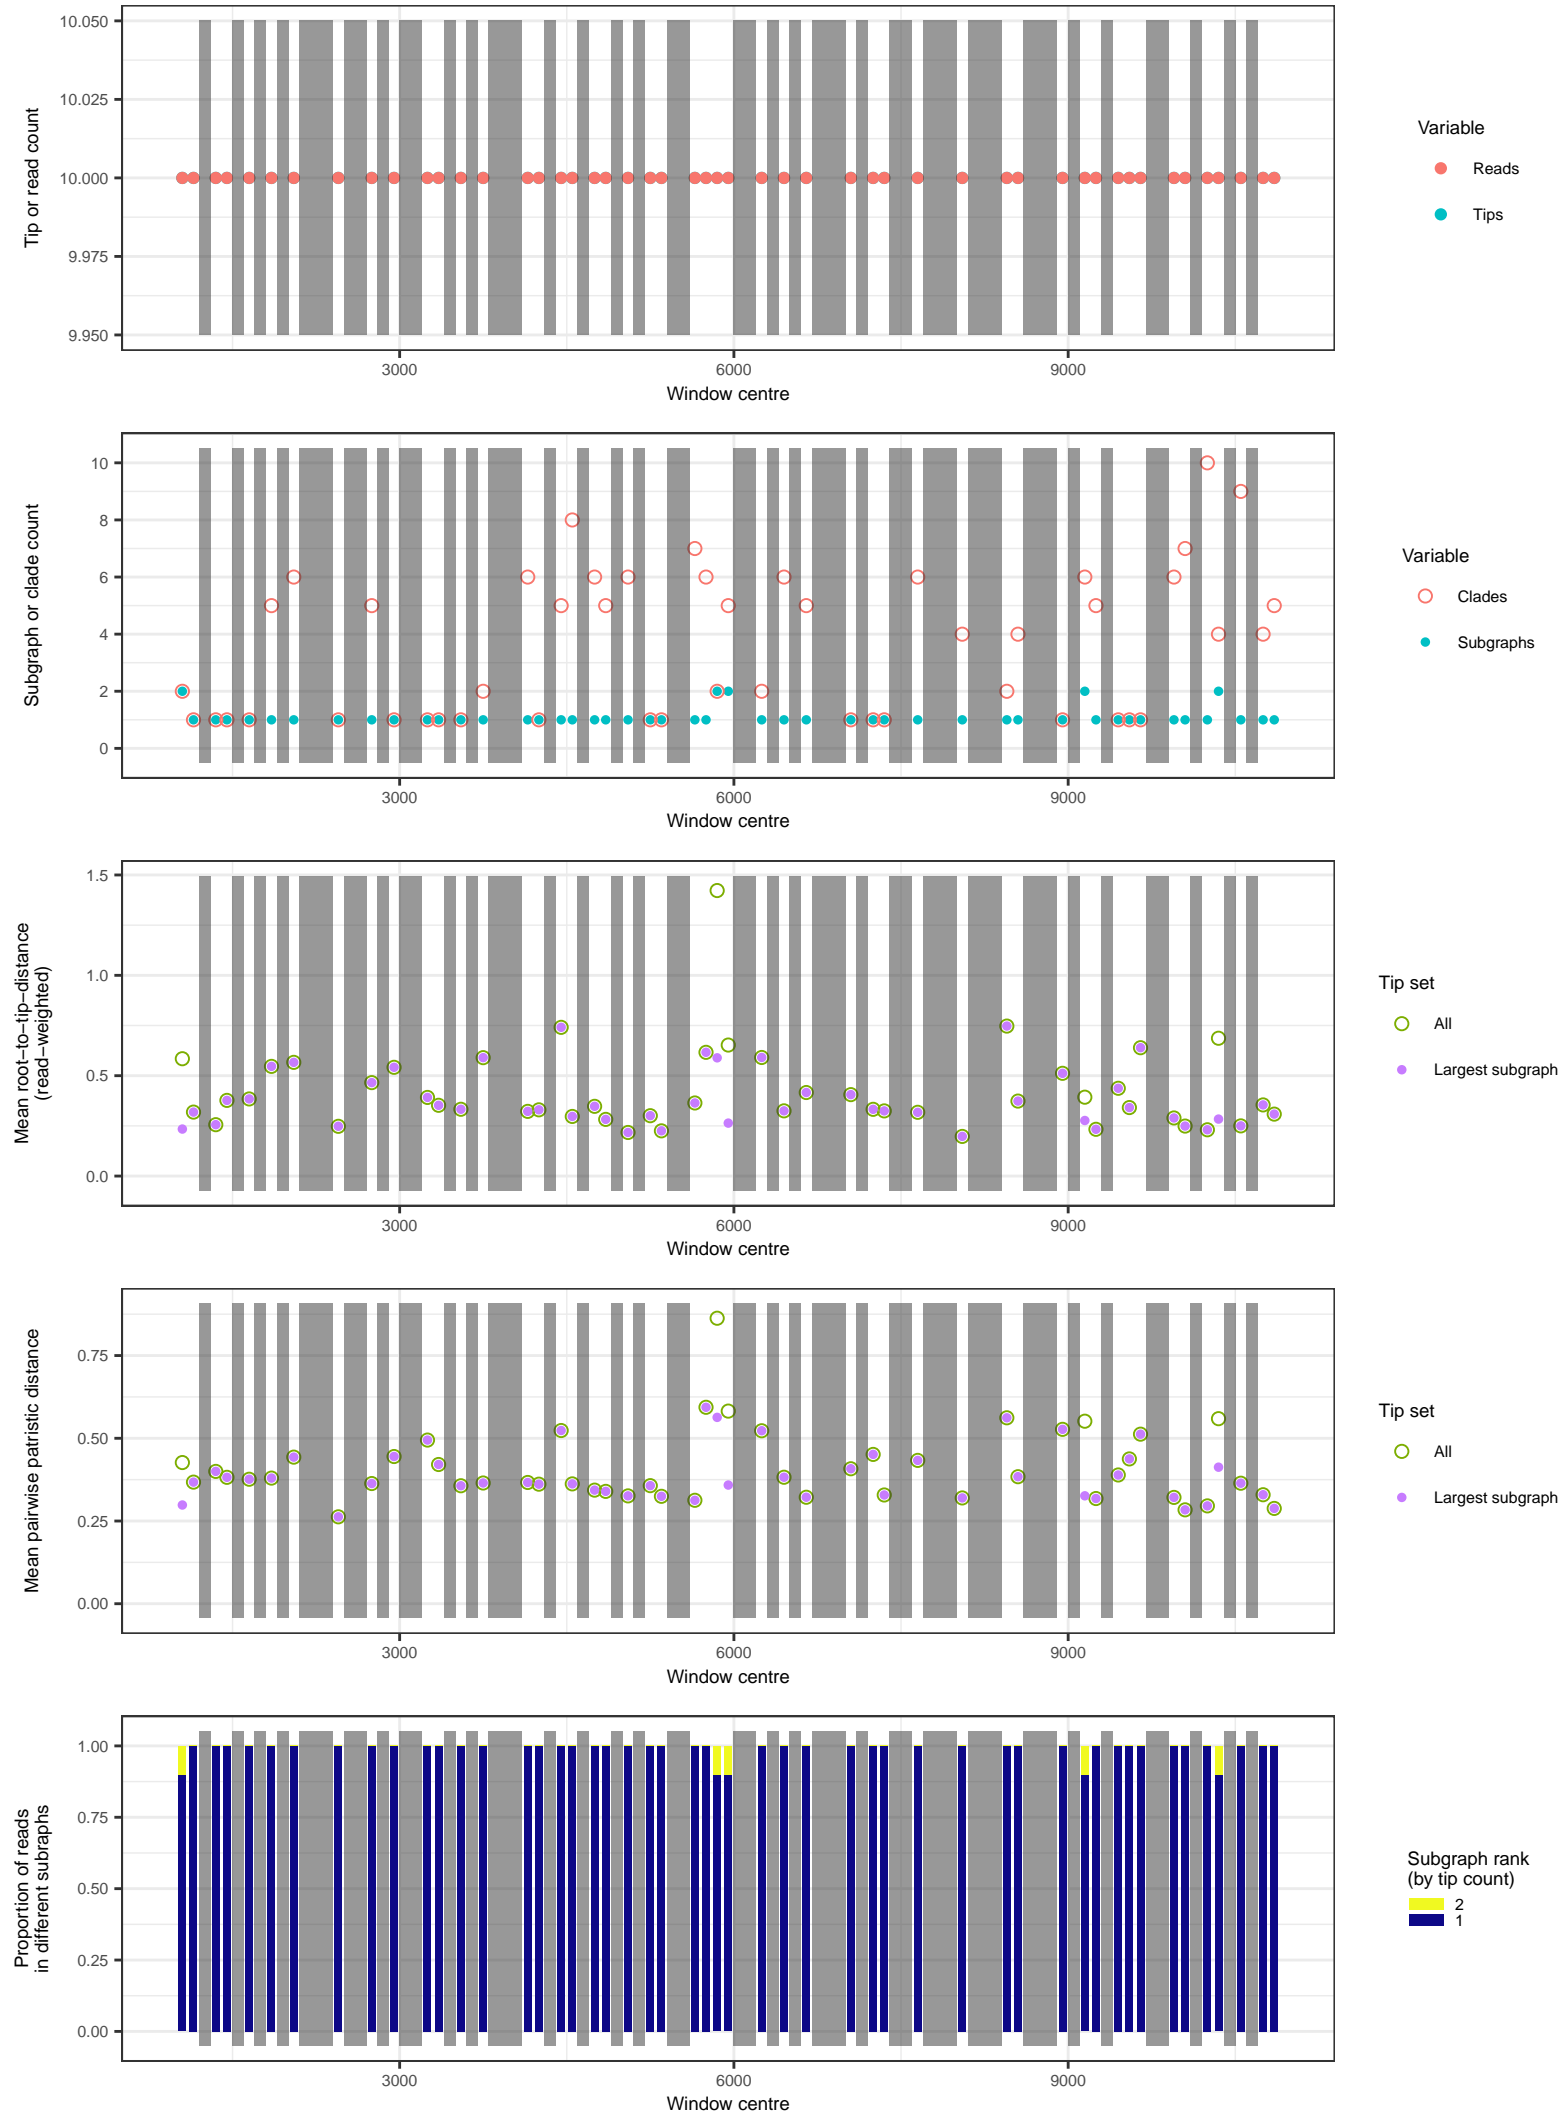 10.050
10.025
10.000
9.975
9.950
Tip or read count
3000
6000
9000
Window centre
Variable
Reads
Tips
10
8
6
4
2
0
Subgraph or clade count
3000
6000
9000
Window centre
Variable
Clades
Subgraphs
1.5
1.0
0.5
0.0
Mean root−to−tip−distance
(read−weighted)
3000
6000
9000
Window centre
Tip set
All
Largest subgraph
0.75
0.50
0.25
0.00
Mean pairwise patristic distance
3000
6000
9000
Window centre
Tip set
All
Largest subgraph
1.00
0.75
0.50
0.25
0.00
Proportion of reads
in different subraphs
3000
6000
9000
Window centre
Subgraph rank
(by tip count)
2
1